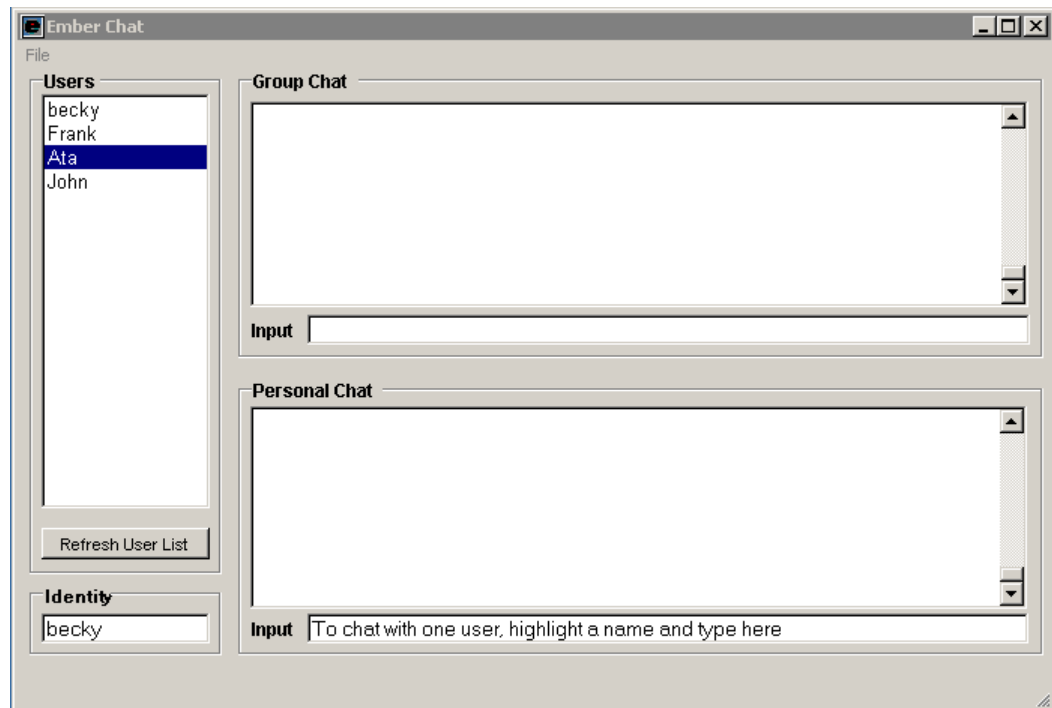 Ember Chat
File
Users
becky
Frank
Ata
John
Refresh User List
Identity
becky
Group Chat
Input
Personal Chat
Input To chat with one user, highlight a name and type here